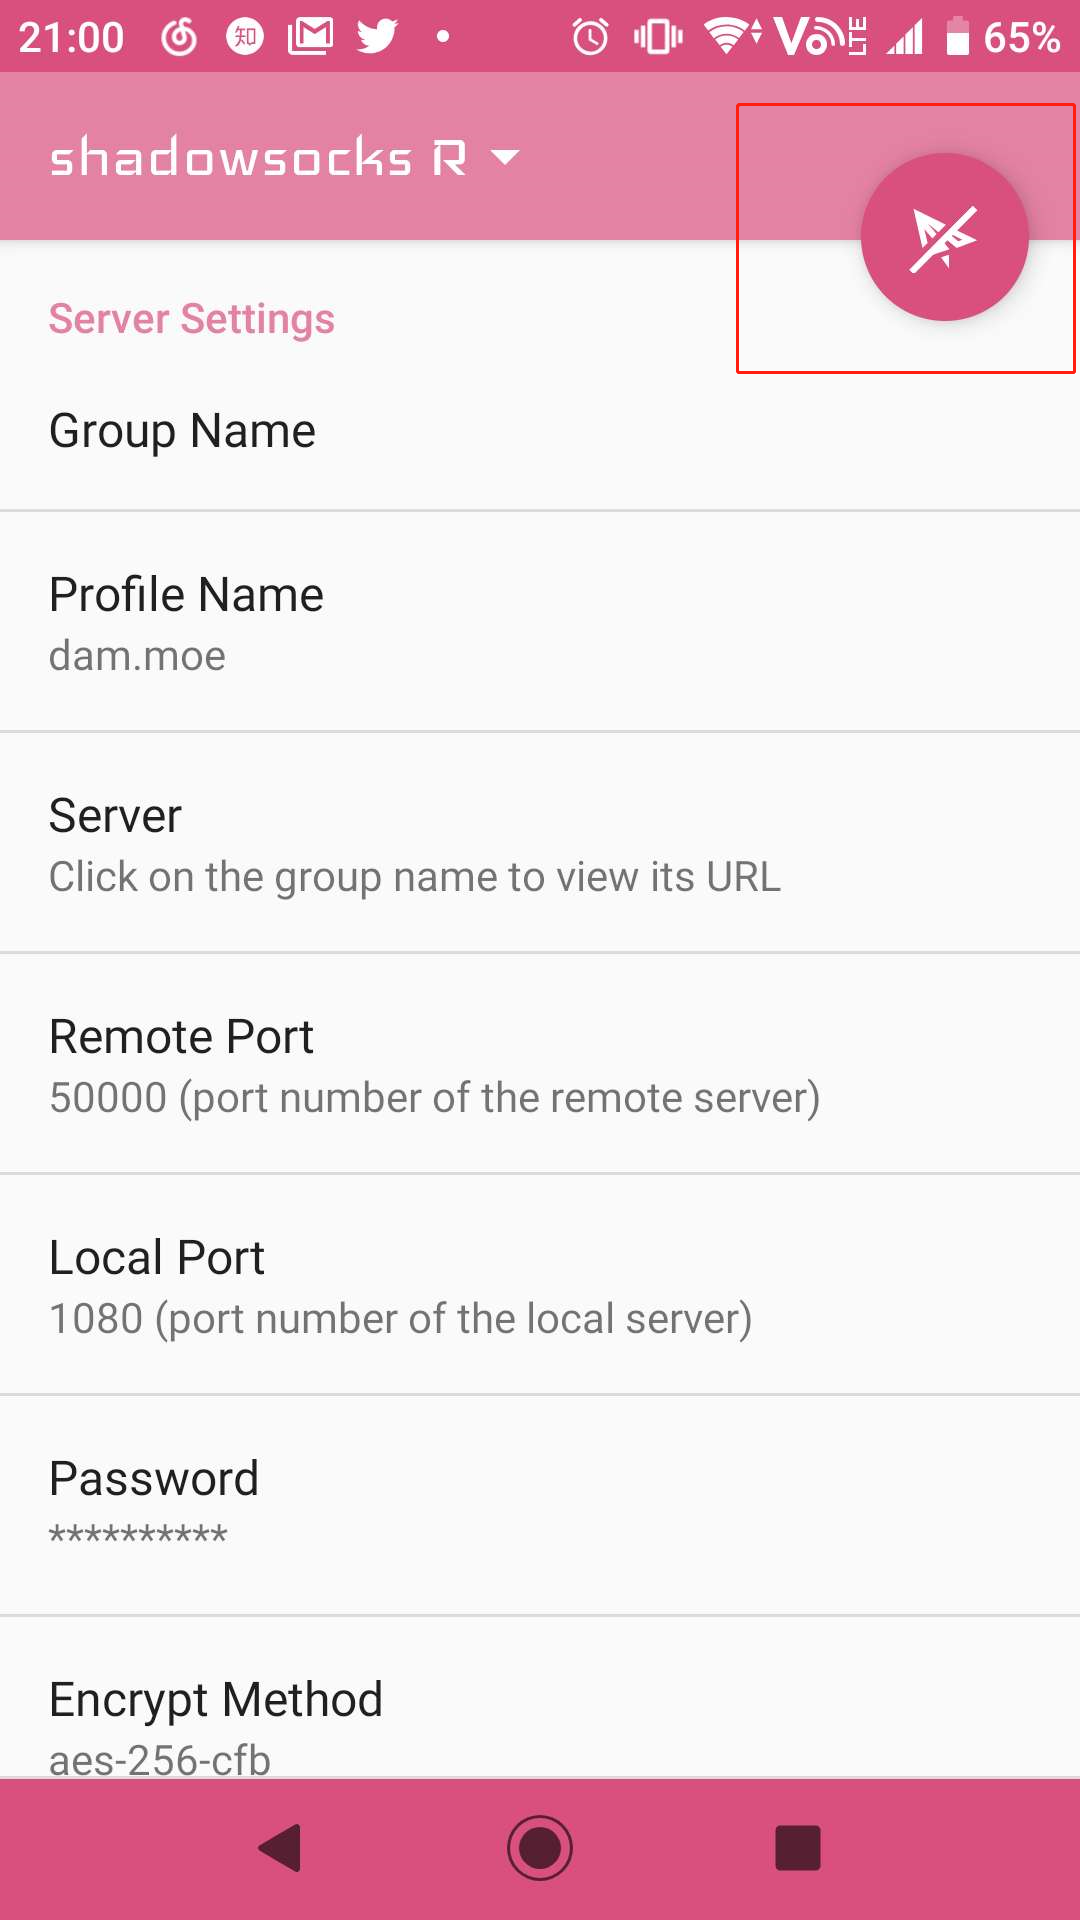 21:00 知 VoLTE 65%
shadowsocks R
Server Settings
Group Name
Profile Name
dam.moe
Server
Click on the group name to view its URL
Remote Port
50000 (port number of the remote server)
Local Port
1080 (port number of the local server)
Password
**********
Encrypt Method
aes-256-cfb